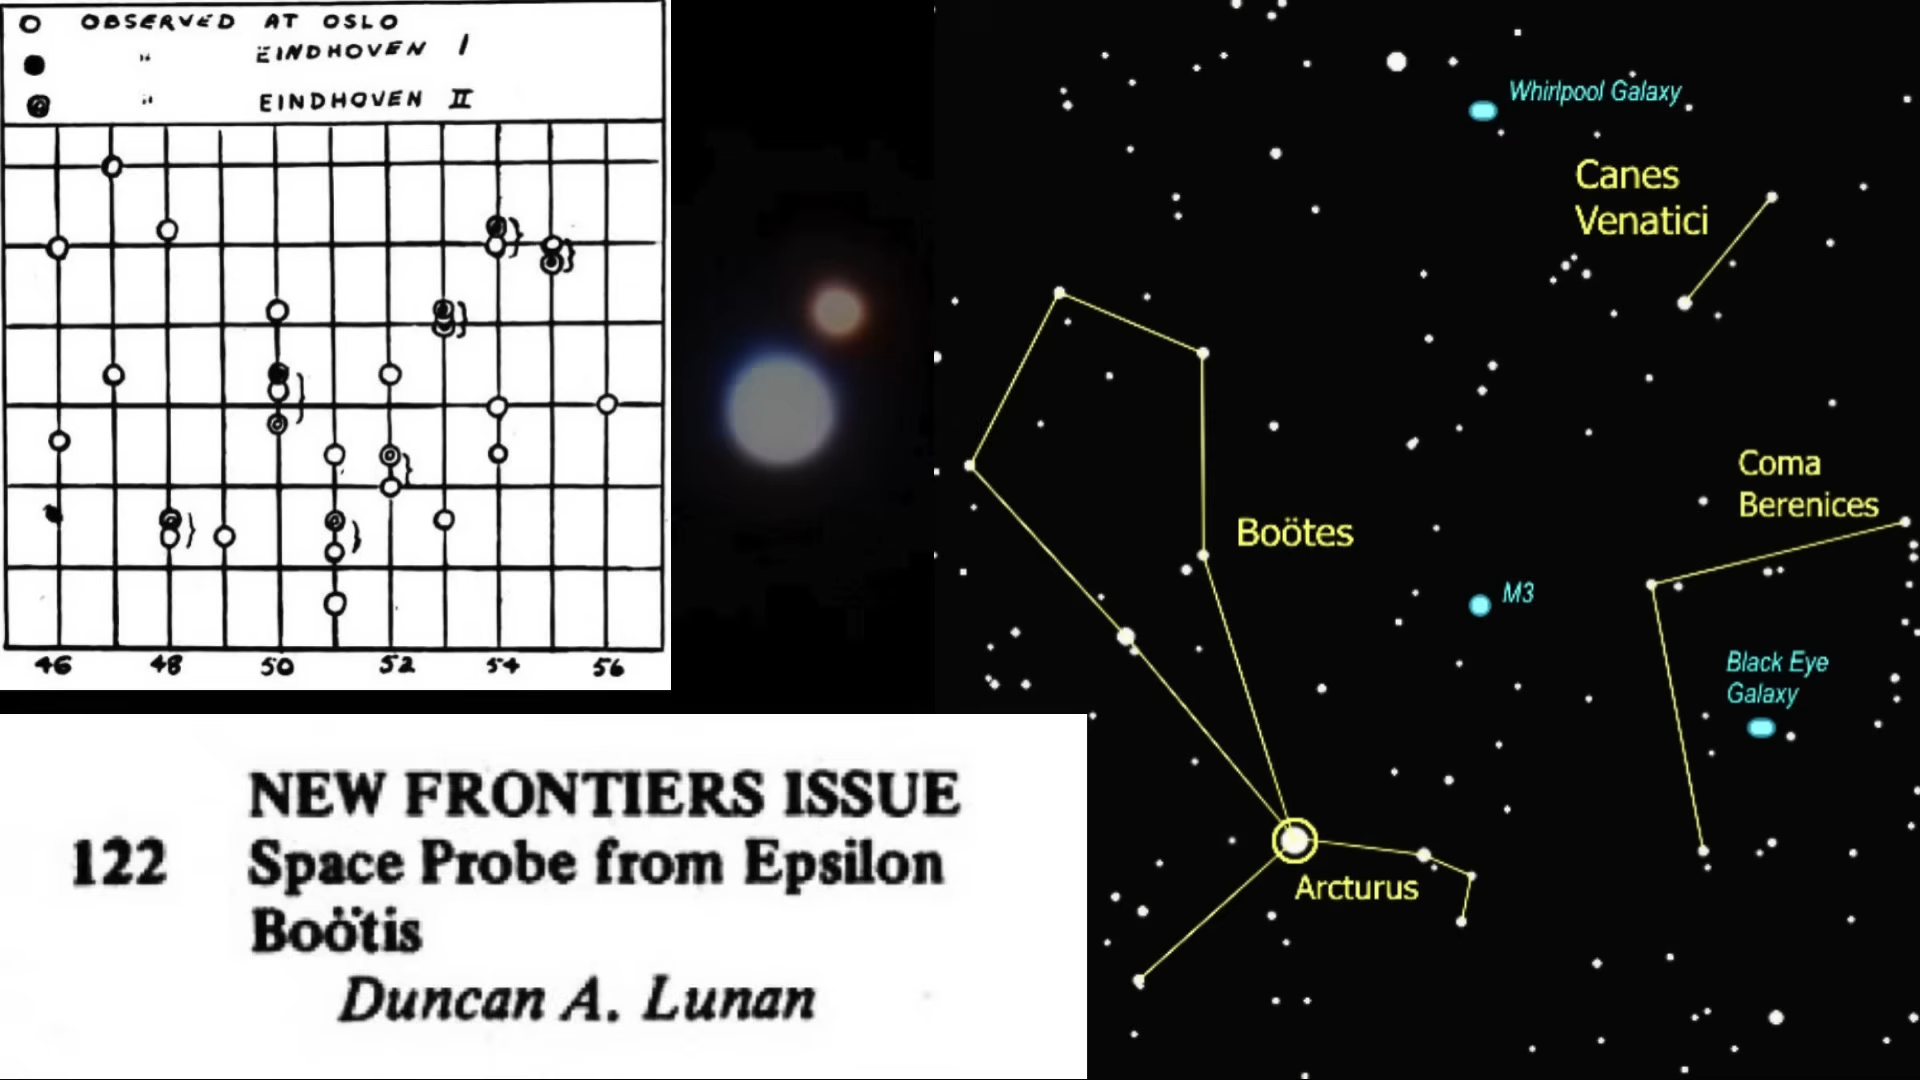 OBSERVED AT OSLO
" EINDHOVEN I
" EINDHOVEN II
46 48 50 52 54 56
NEW FRONTIERS ISSUE
122 Space Probe from Epsilon
Boötis
Duncan A. Lunan
Whirlpool Galaxy
Canes
Venatici
Boötes
Coma
Berenices
M3
Black Eye
Galaxy
Arcturus